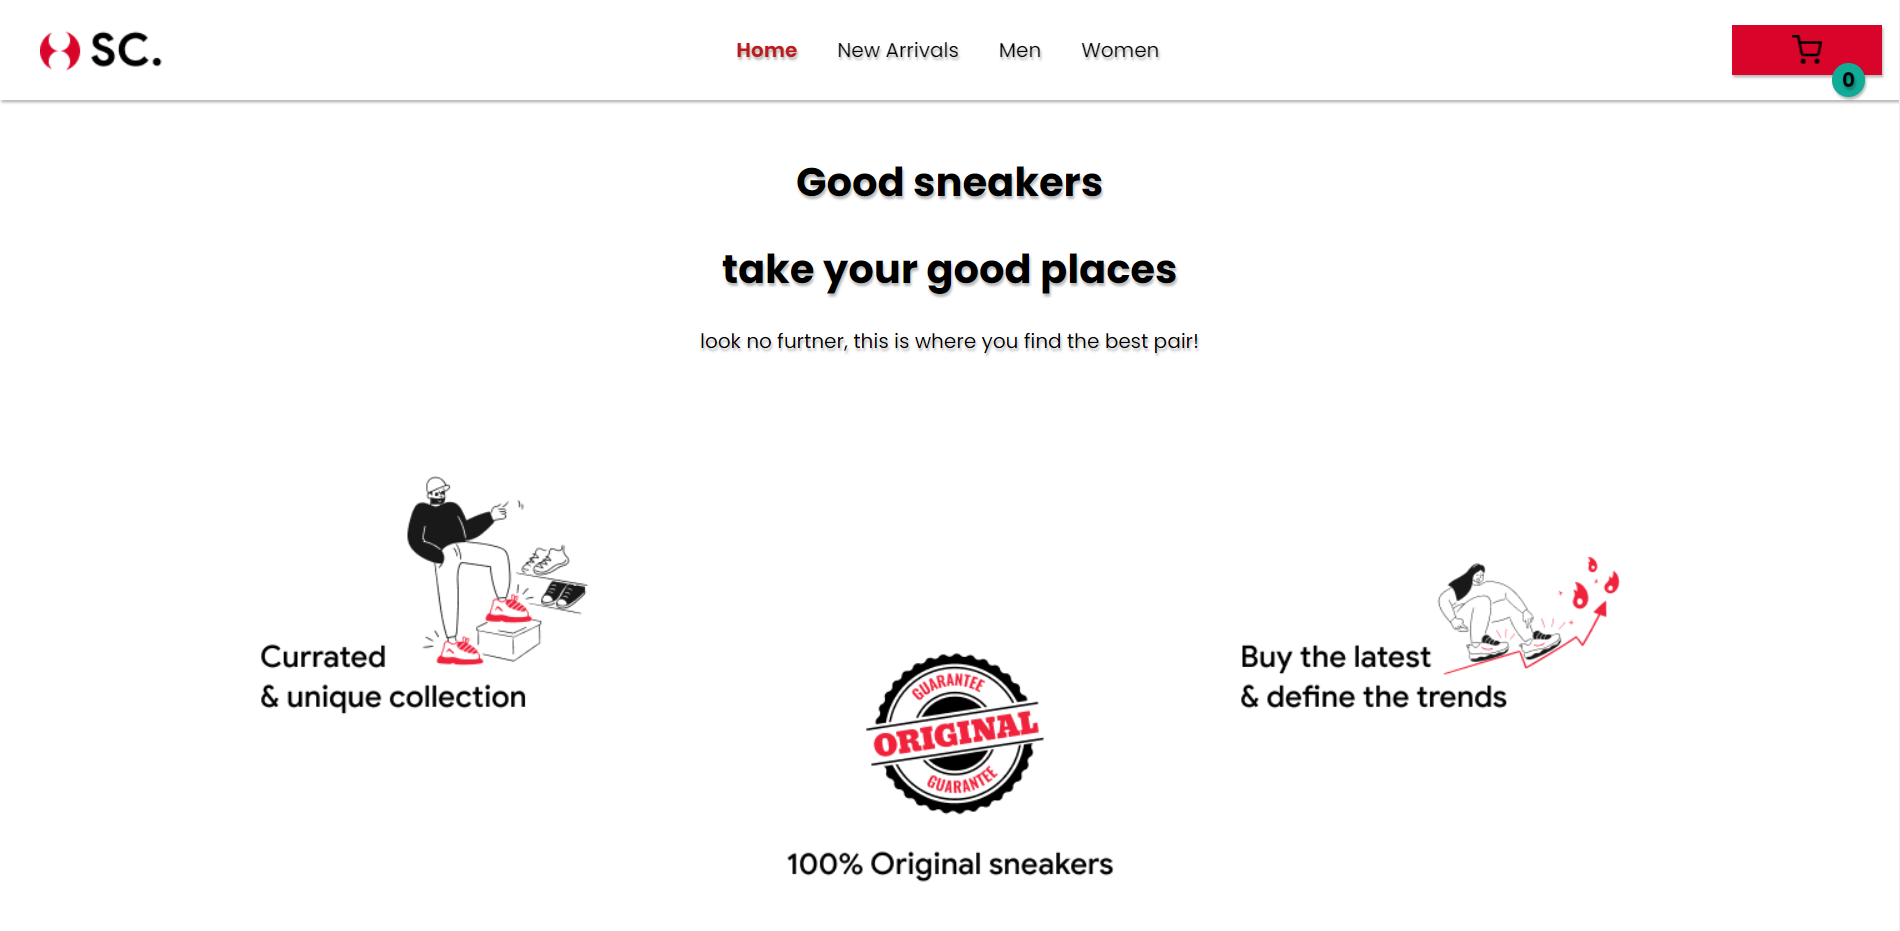 SC.
Home New Arrivals Men Women
0
Good sneakers
take your good places
look no furtner, this is where you find the best pair!
Currated
& unique collection
GUARANTEE
ORIGINAL
GUARANTEE
100% Original sneakers
Buy the latest
& define the trends